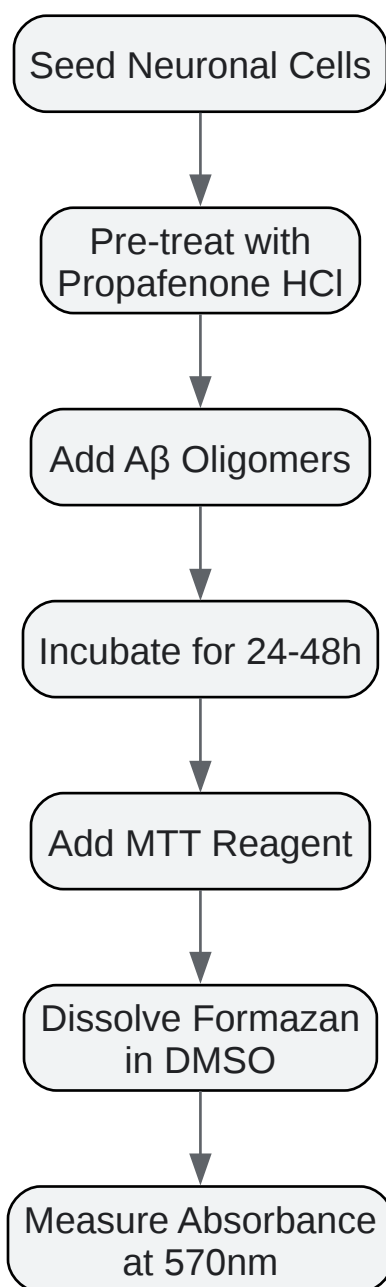 Seed Neuronal Cells
Pre-treat with
Propafenone HCl
Add Aβ Oligomers
Incubate for 24-48h
Add MTT Reagent
Dissolve Formazan
in DMSO
Measure Absorbance
at 570nm